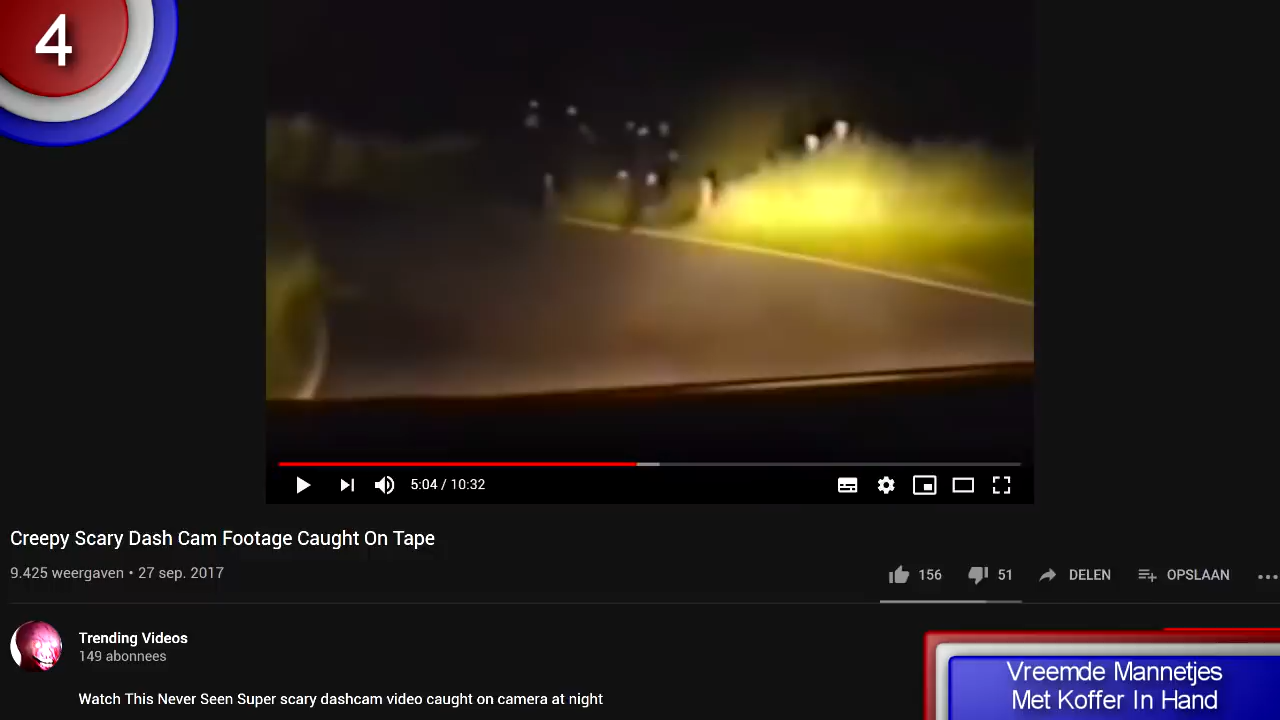 4
5:04 / 10:32
Creepy Scary Dash Cam Footage Caught On Tape
9.425 weergaven • 27 sep. 2017
156 51 DELEN OPSLAAN
Trending Videos
149 abonnees
Watch This Never Seen Super scary dashcam video caught on camera at night
Vreemde Mannetjes
Met Koffer In Hand